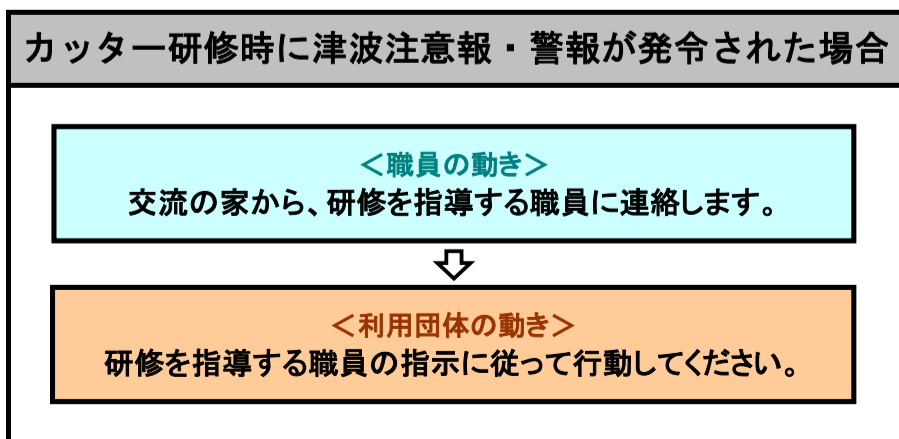 カッター研修時に津波注意報・警報が発令された場合
＜職員の動き＞
交流の家から、研修を指導する職員に連絡します。
＜利用団体の動き＞
研修を指導する職員の指示に従って行動してください。